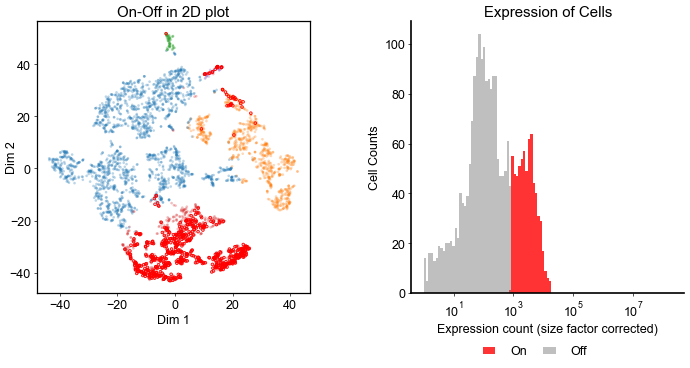 On-Off in 2D plot
Dim 2
40
20
0
−20
−40
−40 −20 0 20 40
Dim 1
Expression of Cells
Cell Counts
100
80
60
40
20
0
10^1 10^3 10^5 10^7
Expression count (size factor corrected)
On Off